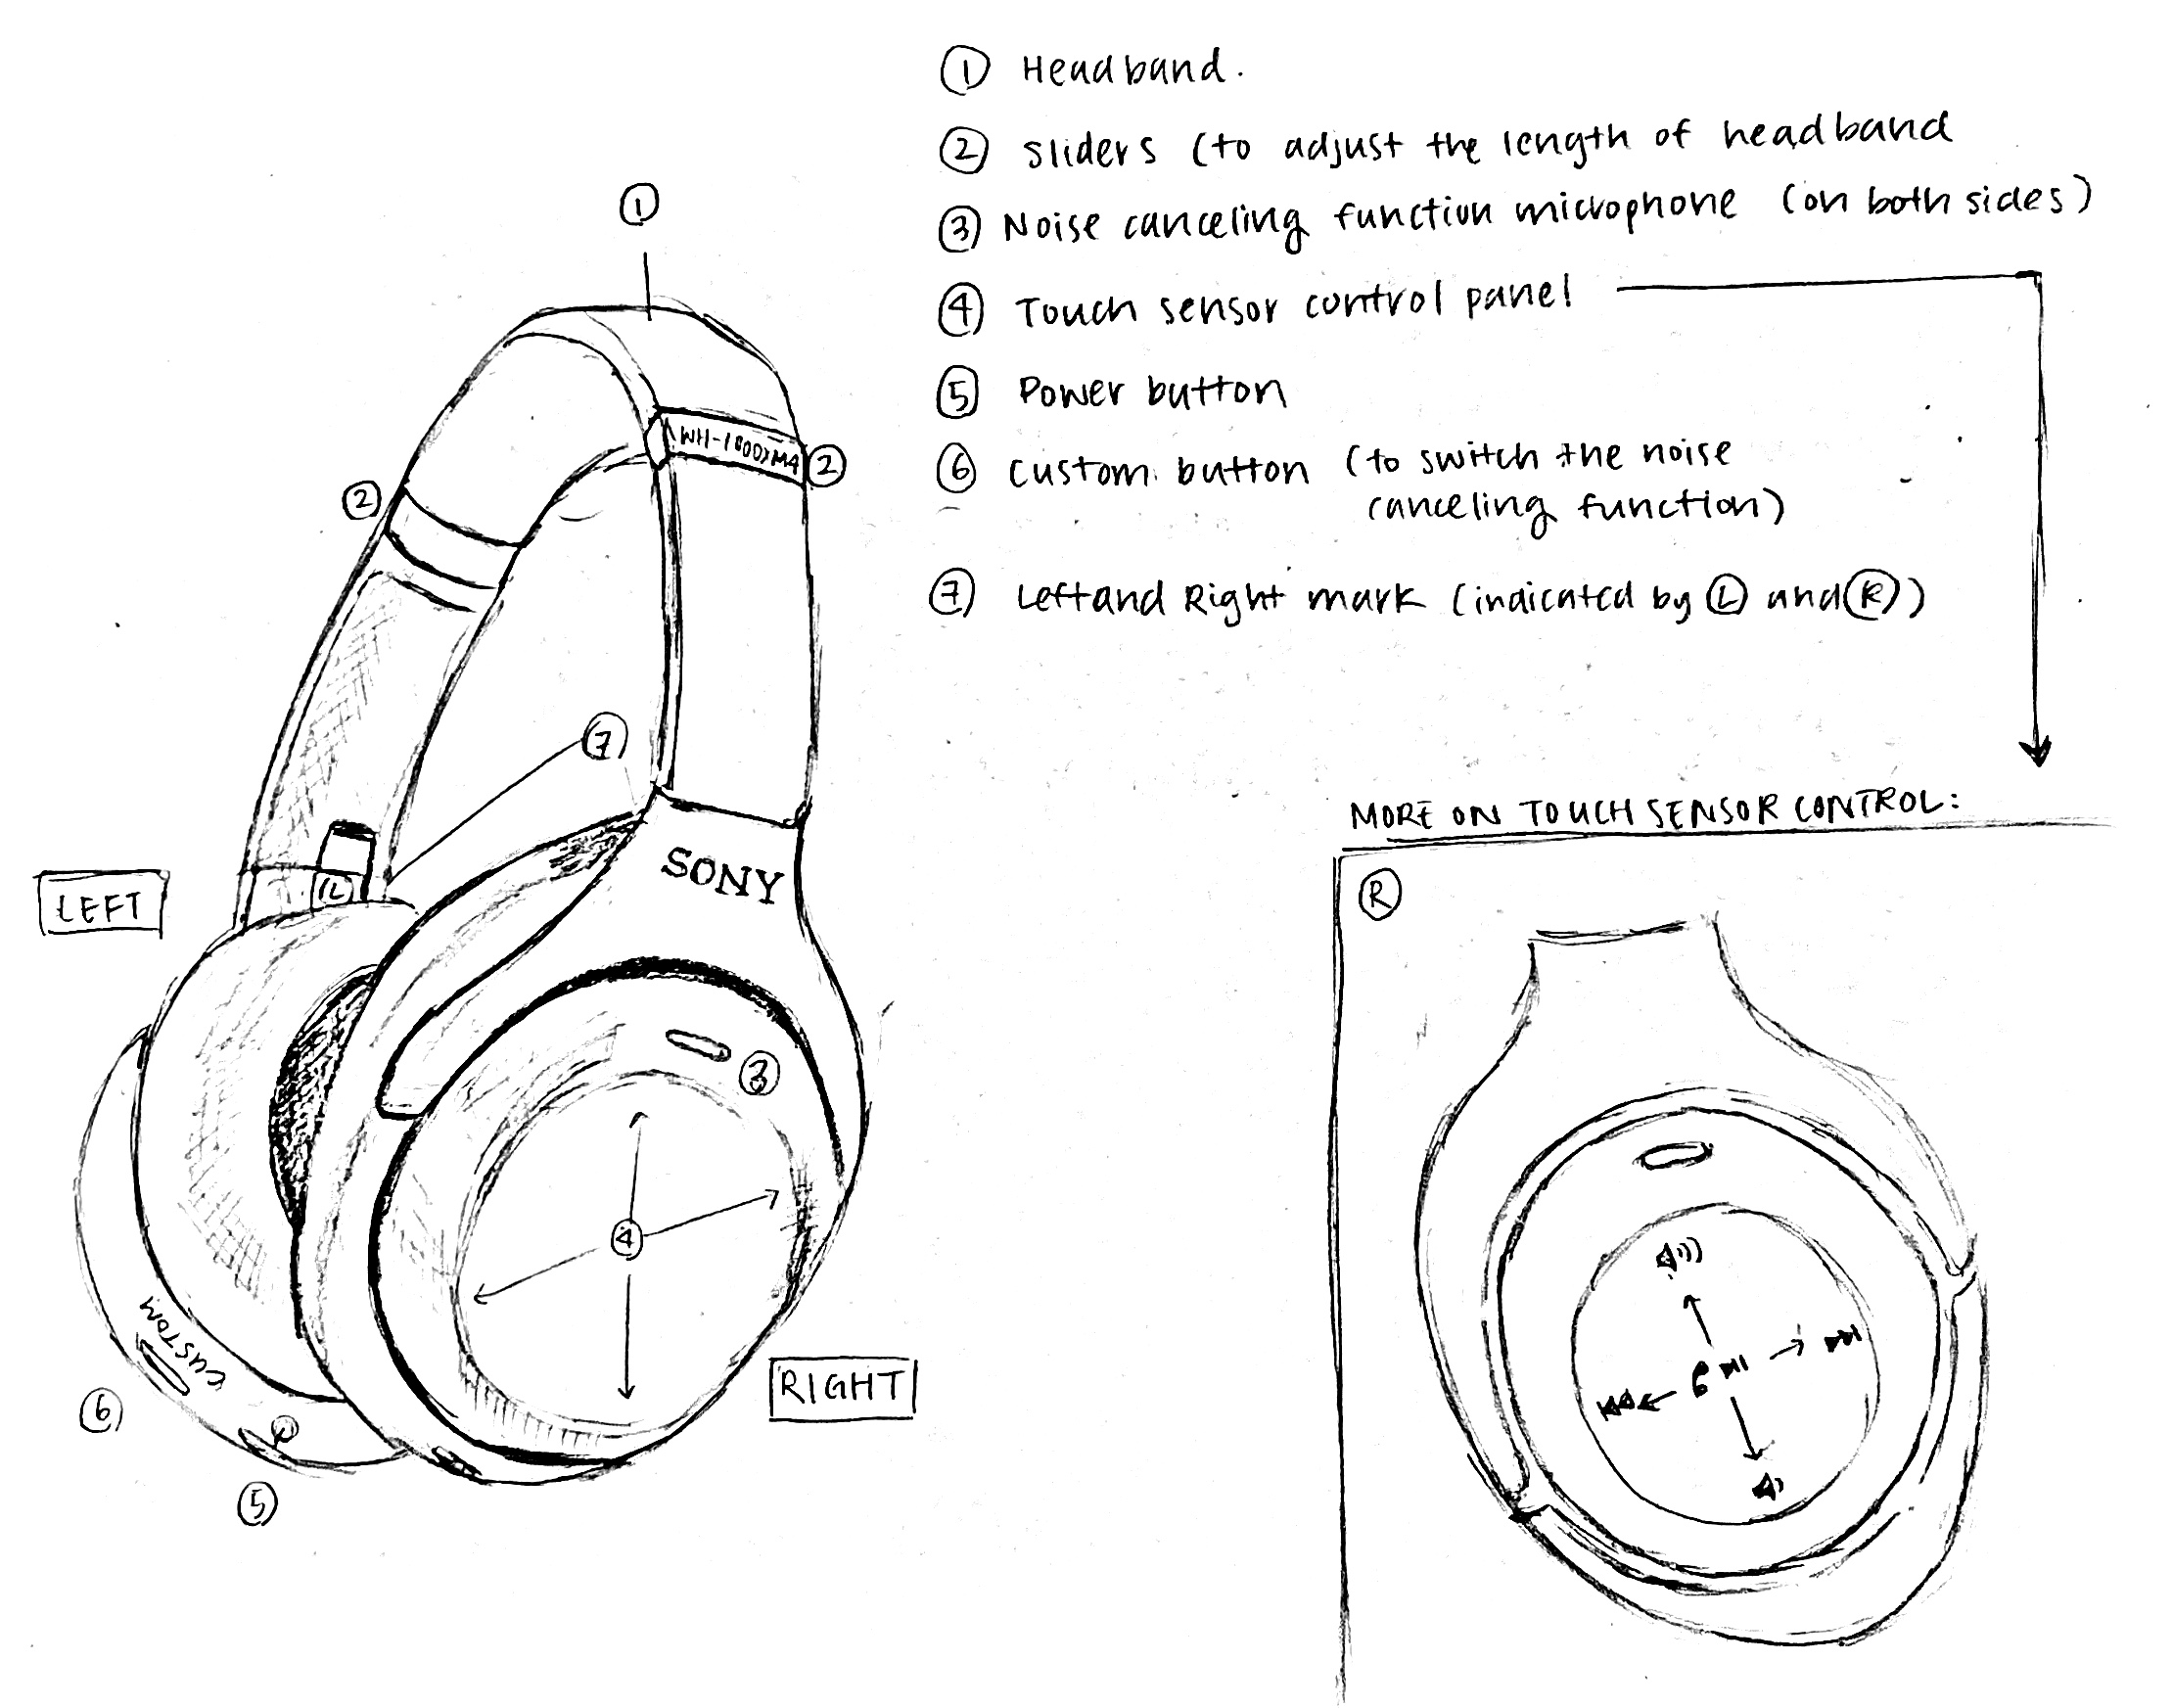 ① Headband.
② sliders (to adjust the length of headband
③ Noise canceling function microphone (on both sides)
④ Touch sensor control panel
⑤ Power button
⑥ Custom button (to switch the noise
canceling function)
⑦ Left and Right mark (indicated by Ⓛ and Ⓡ)
①
WH-1000XM4
②
②
⑦
Ⓛ
LEFT
SONY
③
④
CUSTOM
⑥
⑤
RIGHT
MORE ON TOUCH SENSOR CONTROL:
Ⓡ